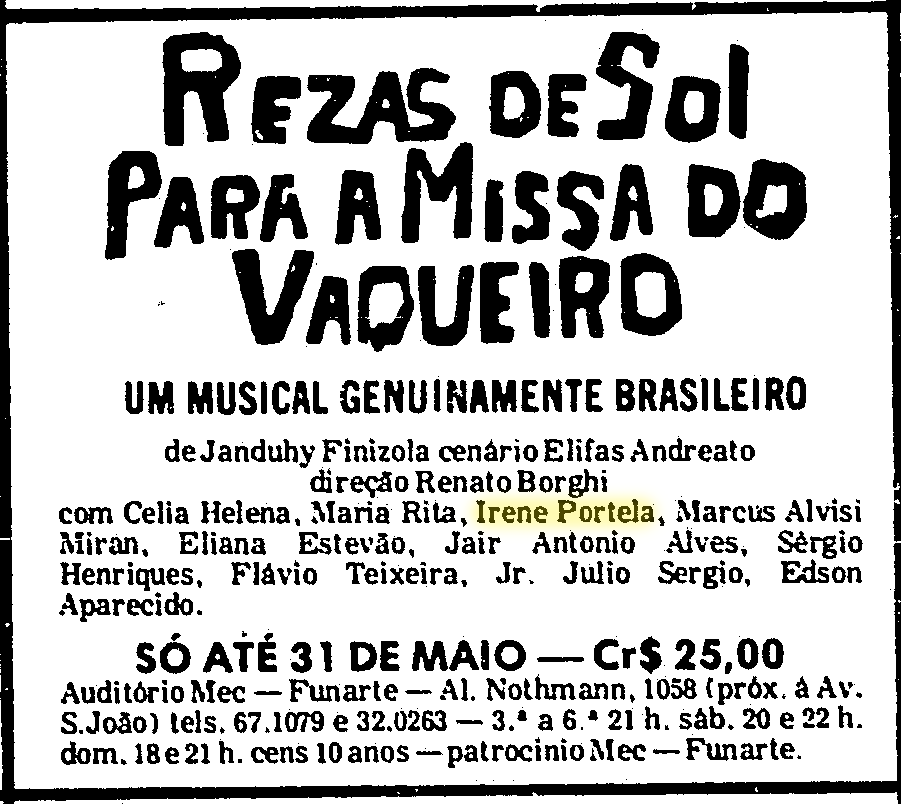 REZAS DE SOl
PARA A MISSA DO
VAQUEIRO
UM MUSICAL GENUINAMENTE BRASILEIRO
de Janduhy Finizola cenário Elifas Andreato
direção Renato Borghi
com Celia Helena, Maria Rita, Irene Portela, Marcus Alvisi
Miran, Eliana Estevão, Jair Antonio Alves, Sérgio
Henriques, Flávio Teixeira, Jr. Julio Sergio, Edson
Aparecido.
SÓ ATÉ 31 DE MAIO — Cr$ 25,00
Auditório Mec — Funarte — Al. Nothmann, 1058 (próx. á Av.
S.João) tels. 67.1079 e 32.0263 — 3.ª a 6.ª 21 h. sáb. 20 e 22 h.
dom. 18 e 21 h. cens 10 anos — patrocinio Mec — Funarte.